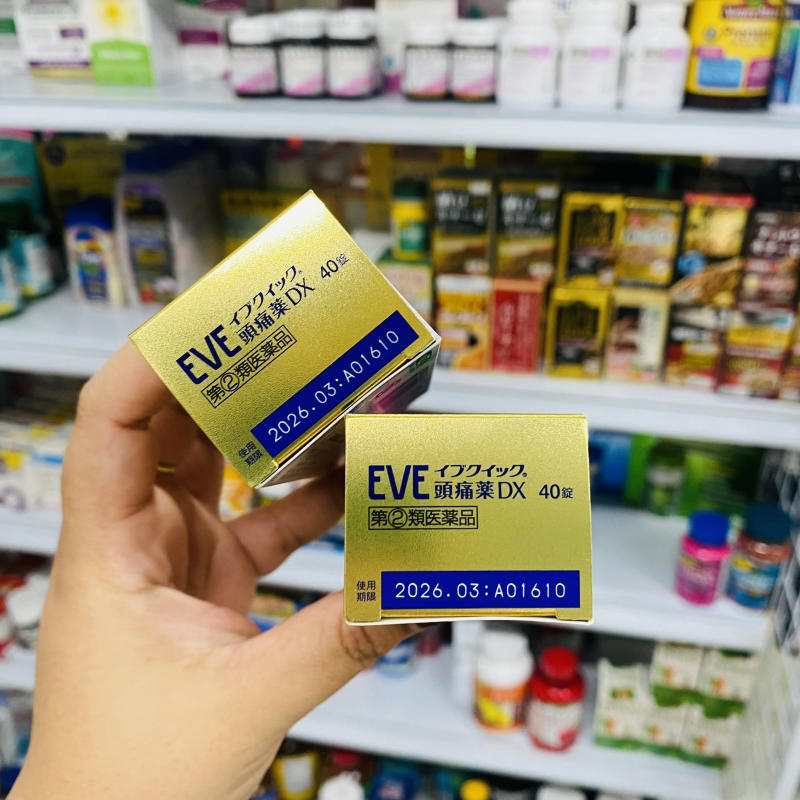 EVE イブクイック®
頭痛薬DX 40錠
第②類医薬品
使用
期限
2026.03:A01610
EVE イブクイック®
頭痛薬DX 40錠
第②類医薬品
使用
期限
2026.03:A01610